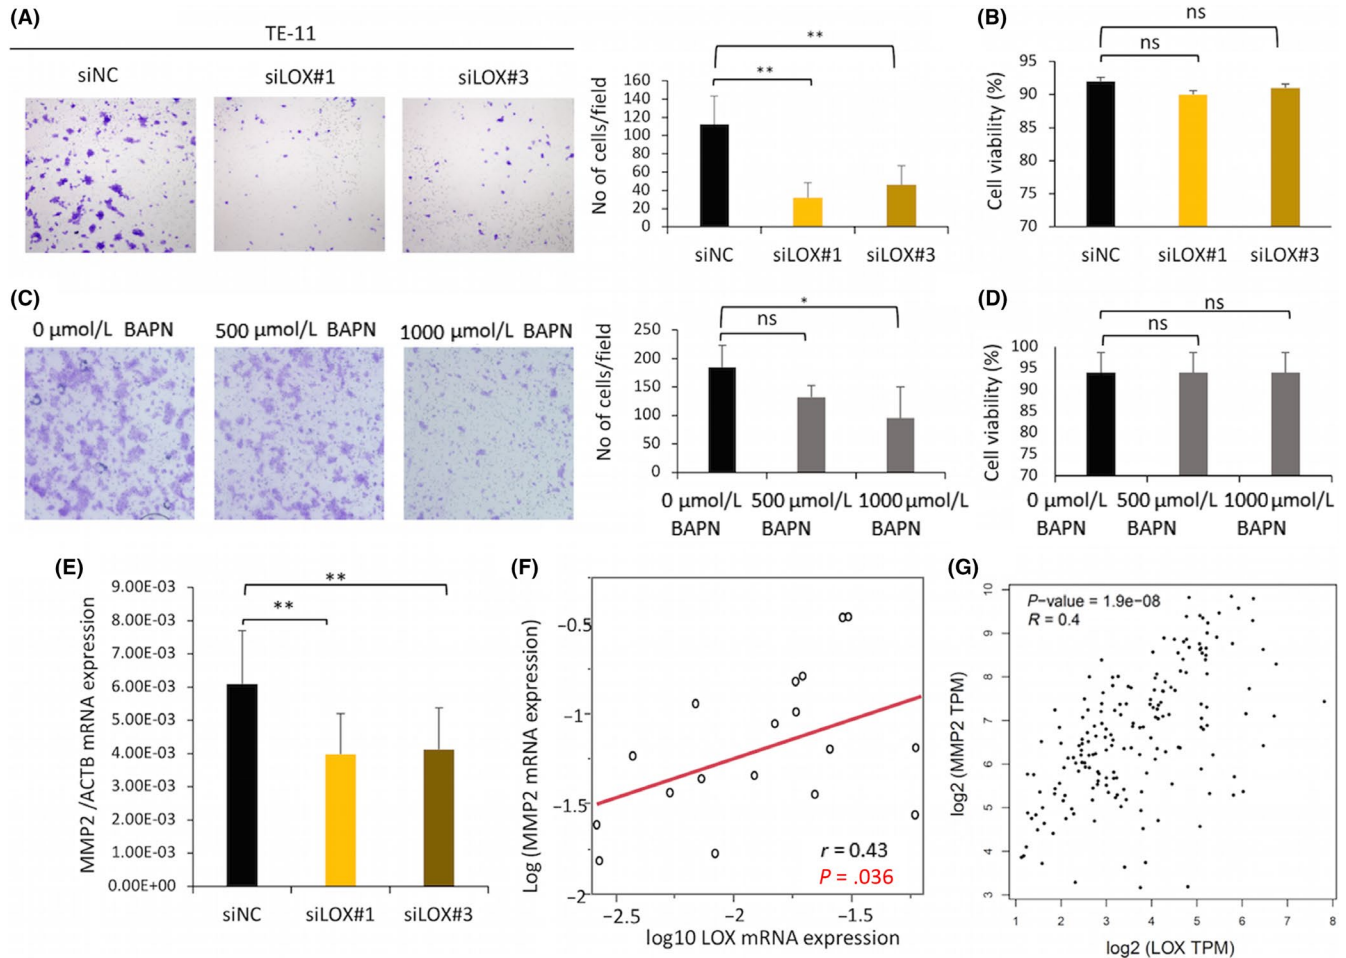 (A)
TE-11
siNC siLOX#1 siLOX#3
No of cells/field
160
140
120
100
80
60
40
20
0
**
**
siNC siLOX#1 siLOX#3
(B)
ns
ns
Cell viability (%)
95
90
85
80
75
70
siNC siLOX#1 siLOX#3
(C)
0 μmol/L BAPN 500 μmol/L BAPN 1000 μmol/L BAPN
No of cells/field
250
200
150
100
50
0
*
ns
0 μmol/L 500 μmol/L 1000 μmol/L
BAPN BAPN BAPN
(D)
ns
ns
Cell viability (%)
100
95
90
85
80
75
70
0 μmol/L 500 μmol/L 1000 μmol/L
BAPN BAPN BAPN
(E)
MMP2 /ACTB mRNA expression
9.00E-03
8.00E-03
7.00E-03
6.00E-03
5.00E-03
4.00E-03
3.00E-03
2.00E-03
1.00E-03
0.00E+00
**
**
siNC siLOX#1 siLOX#3
(F)
Log (MMP2 mRNA expression)
−0.5
−1
−1.5
−2
r = 0.43
P = .036
−2.5 −2 −1.5
log10 LOX mRNA expression
(G)
P−value = 1.9e−08
R = 0.4
log2 (MMP2 TPM)
10
9
8
7
6
5
4
3
1 2 3 4 5 6 7 8
log2 (LOX TPM)